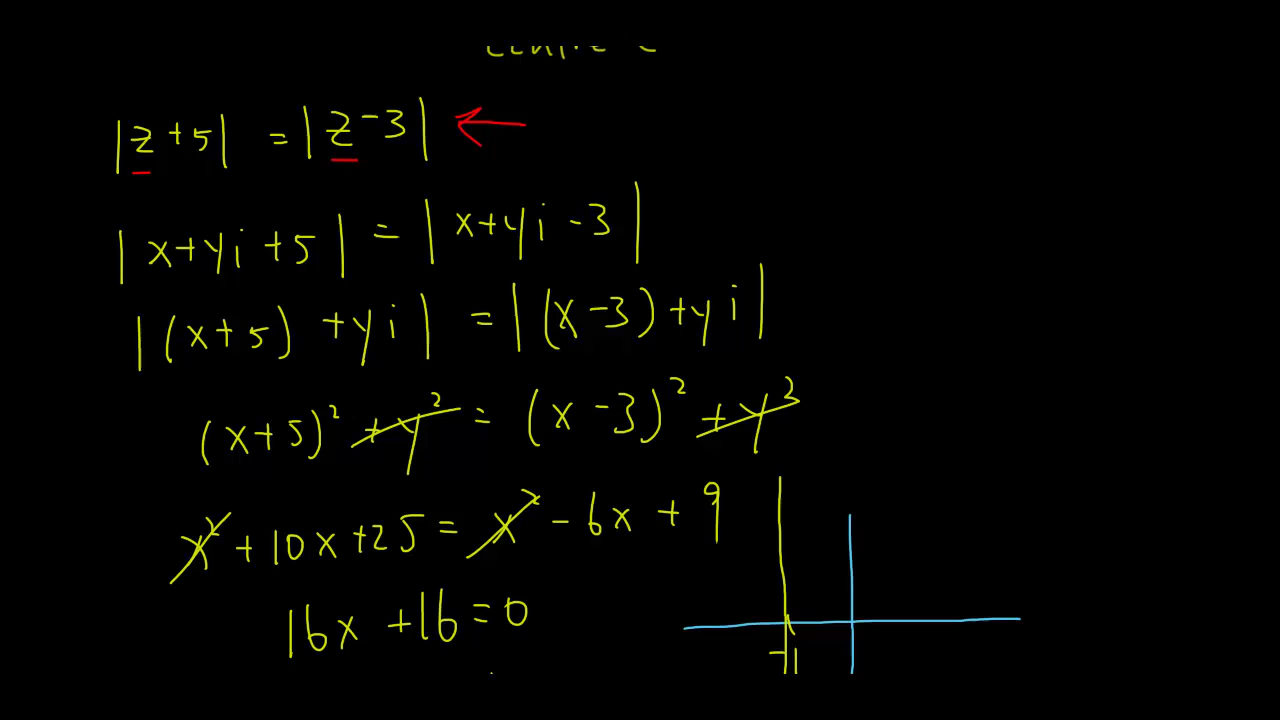 |z+5| = |z-3|
|x+yi+5| = |x+yi-3|
|(x+5)+yi| = |(x-3)+yi|
(x+5)²+y² = (x-3)²+y²
x²+10x+25 = x²-6x+9
16x+16=0
-1